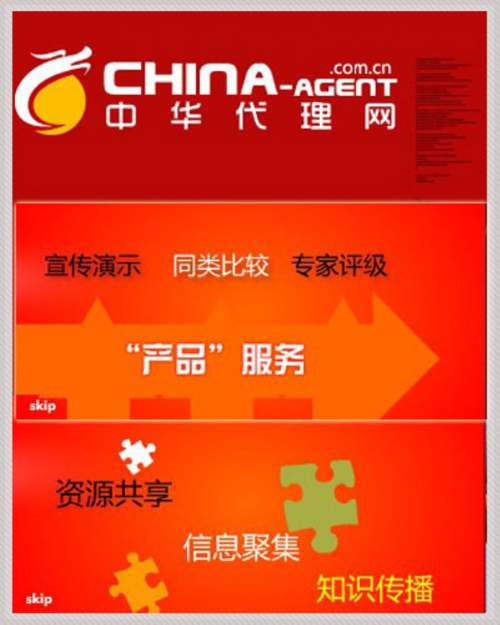 .com.cn
CHINA-AGENT
中华代理网
宣传演示 同类比较 专家评级
“产品”服务
skip
资源共享
信息聚集
知识传播
skip